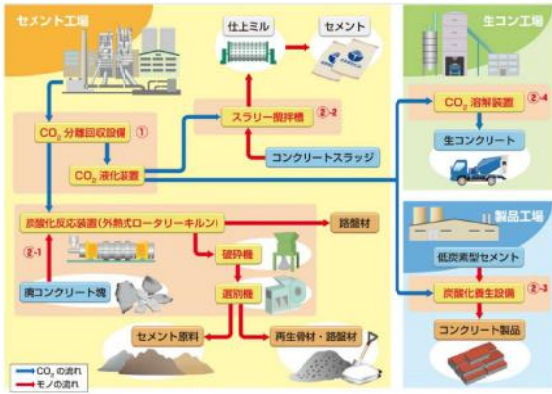 セメント工場
仕上ミル
セメント
生コン工場
CO2 分離回収設備
①
スラリー撹拌槽
②-2
CO2 溶解装置
②-4
CO2 液化装置
コンクリートスラッジ
生コンクリート
製品工場
炭酸化反応装置(外熱式ロータリーキルン)
路盤材
②-1
破砕機
低炭素型セメント
廃コンクリート塊
選別機
炭酸化養生設備
②-3
セメント原料
再生骨材・路盤材
コンクリート製品
CO2 の流れ
モノの流れ